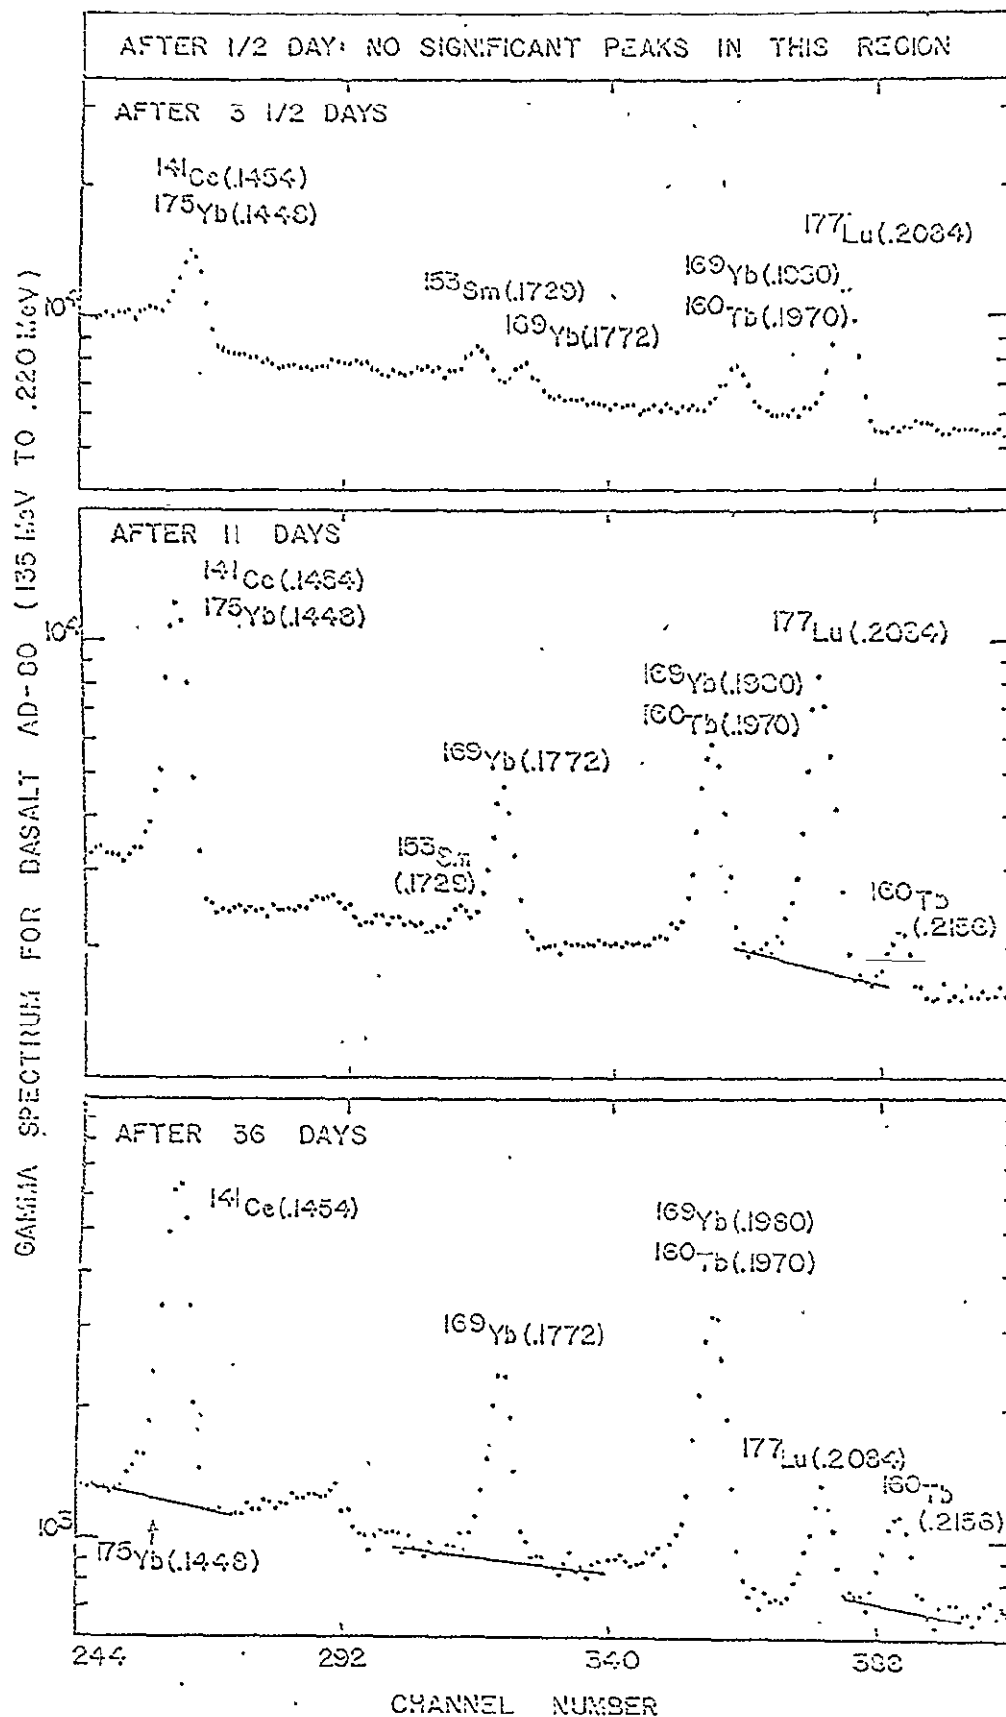 AFTER 1/2 DAY: NO SIGNIFICANT PEAKS IN THIS REGION
GAMMA SPECTRUM FOR BASALT AD-80 (.135 MeV TO .220 MeV)
AFTER 3 1/2 DAYS
141Ce(.1454)
175Yb(.1448)
153Sm(.1729)
169Yb(.1772)
169Yb(.1980)
160Tb(.1970)
177Lu(.2084)
AFTER 11 DAYS
10^4
141Ce(.1454)
175Yb(.1448)
153Sm
(.1729)
169Yb(.1772)
169Yb(.1980)
160Tb(.1970)
177Lu(.2084)
160Tb
(.2156)
AFTER 36 DAYS
141Ce(.1454)
175Yb(.1448)
169Yb(.1772)
169Yb(.1980)
160Tb(.1970)
177Lu(.2084)
160Tb
(.2156)
10^3
244 292 340 388
CHANNEL NUMBER